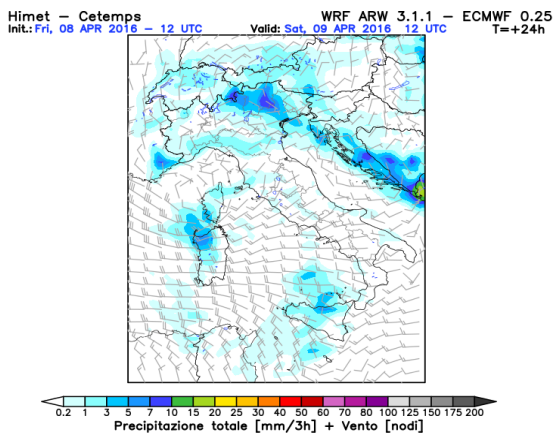 Himet – Cetemps WRF ARW 3.1.1 – ECMWF 0.25
Init.: Fri, 08 APR 2016 – 12 UTC Valid: Sat, 09 APR 2016 12 UTC T=+24h
0.2 1 3 5 7 10 15 20 25 30 40 50 60 70 80 100 125 150 175 200
Precipitazione totale [mm/3h] + Vento [nodi]